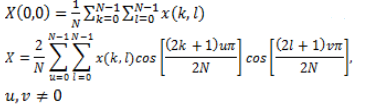 X(0,0) = \frac{1}{N} \sum_{k=0}^{N-1} \sum_{l=0}^{N-1} x(k,l)
X = \frac{2}{N} \sum_{u=0}^{N-1} \sum_{l=0}^{N-1} x(k,l) cos \left[\frac{(2k+1)u\pi}{2N}\right] cos \left[\frac{(2l+1)v\pi}{2N}\right],
u, v ≠ 0